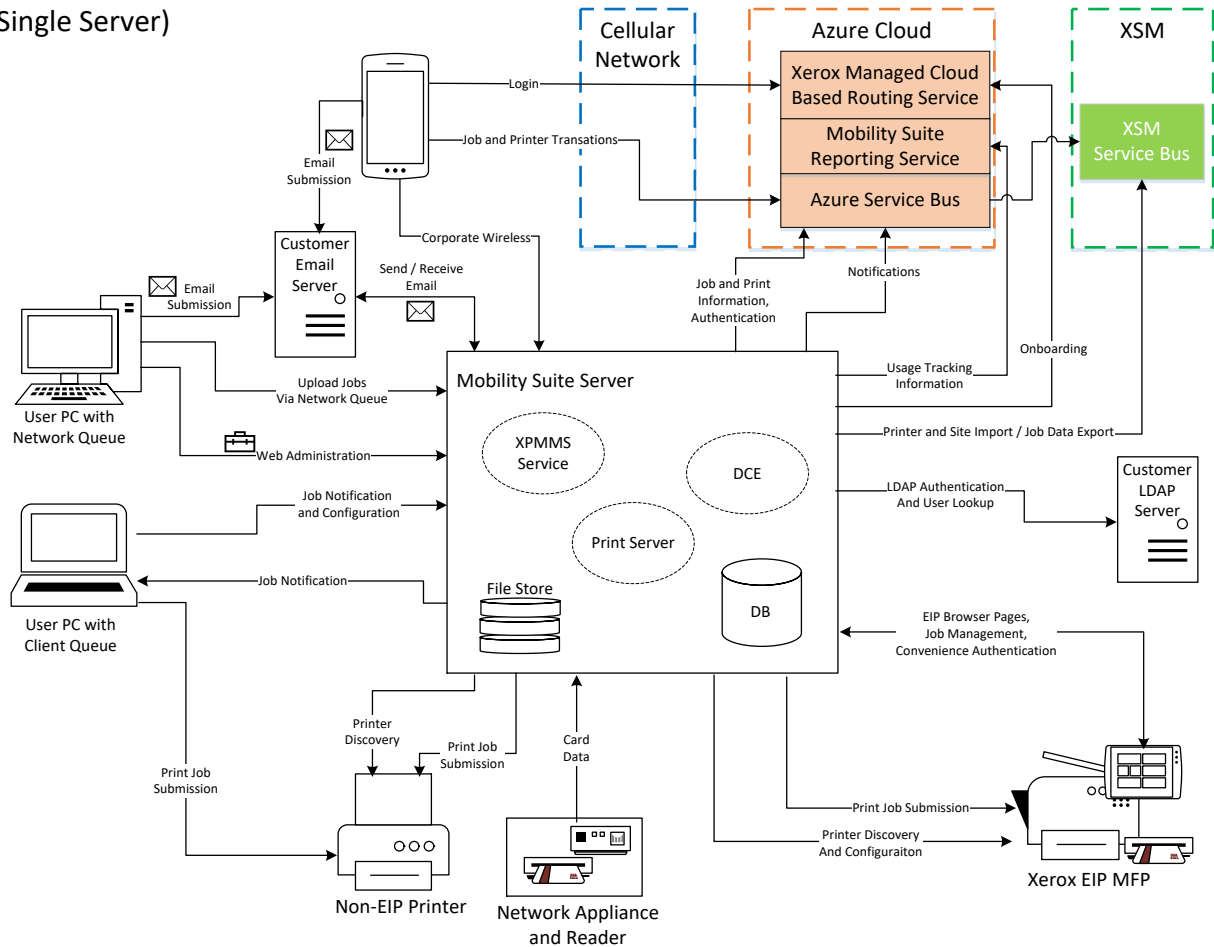 Single Server)
Cellular
Network
Azure Cloud
XSM
Xerox Managed Cloud
Based Routing Service
Mobility Suite
Reporting Service
Azure Service Bus
XSM
Service Bus
Login
Job and Printer Transations
Email
Submission
Corporate Wireless
Customer
Email
Server
Send / Receive
Email
Email
Submission
Job and Print
Information,
Authentication
Notifications
Onboarding
Usage Tracking
Information
Upload Jobs
Via Network Queue
User PC with
Network Queue
Web Administration
Mobility Suite Server
XPMMS
Service
DCE
Print Server
File Store
DB
Printer and Site Import / Job Data Export
LDAP Authentication
And User Lookup
Customer
LDAP
Server
Job Notification
and Configuration
Job Notification
User PC with
Client Queue
EIP Browser Pages,
Job Management,
Convenience Authentication
Printer
Discovery
Print Job
Submission
Card
Data
Print Job
Submission
Print Job Submission
Printer Discovery
And Configuraiton
Non-EIP Printer
Network Appliance
and Reader
Xerox EIP MFP